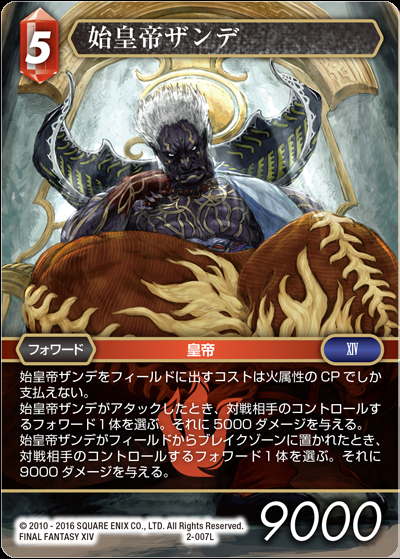 5
始皇帝ザンデ
フォワード
皇帝
XIV
始皇帝ザンデをフィールドに出すコストは火属性のCPでしか
支払えない。
始皇帝ザンデがアタックしたとき、対戦相手のコントロールす
るフォワード1体を選ぶ。それに5000ダメージを与える。
始皇帝ザンデがフィールドからブレイクゾーンに置かれたとき、
対戦相手のコントロールするフォワード1体を選ぶ。それに
9000ダメージを与える。
© 2010 - 2016 SQUARE ENIX CO., LTD. All Rights Reserved.
FINAL FANTASY XIV
2-007L
9000